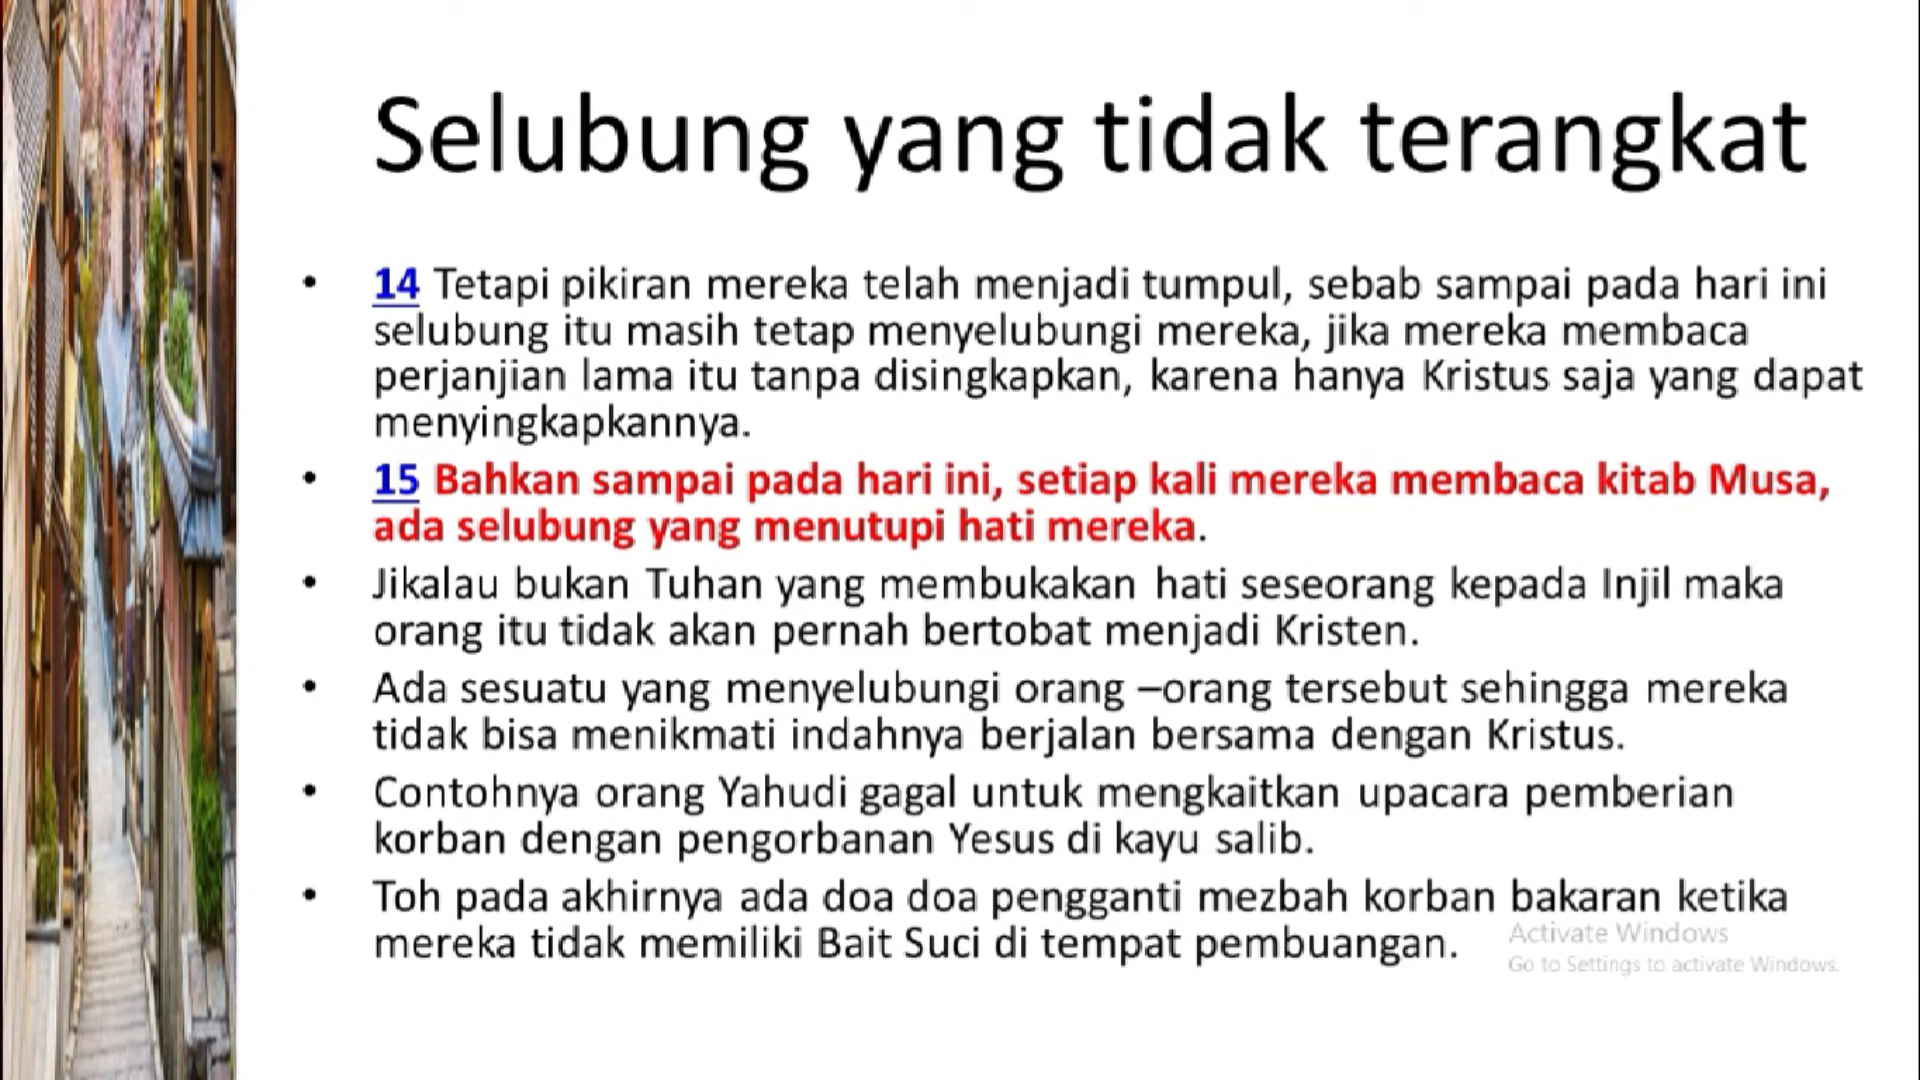 Selubung yang tidak terangkat
• 14 Tetapi pikiran mereka telah menjadi tumpul, sebab sampai pada hari ini
selubung itu masih tetap menyelubungi mereka, jika mereka membaca
perjanjian lama itu tanpa disingkapkan, karena hanya Kristus saja yang dapat
menyingkapkannya.
• 15 Bahkan sampai pada hari ini, setiap kali mereka membaca kitab Musa,
ada selubung yang menutupi hati mereka.
• Jikalau bukan Tuhan yang membukakan hati seseorang kepada Injil maka
orang itu tidak akan pernah bertobat menjadi Kristen.
• Ada sesuatu yang menyelubungi orang –orang tersebut sehingga mereka
tidak bisa menikmati indahnya berjalan bersama dengan Kristus.
• Contohnya orang Yahudi gagal untuk mengkaitkan upacara pemberian
korban dengan pengorbanan Yesus di kayu salib.
• Toh pada akhirnya ada doa doa pengganti mezbah korban bakaran ketika
mereka tidak memiliki Bait Suci di tempat pembuangan.
Activate Windows
Go to Settings to activate Windows.